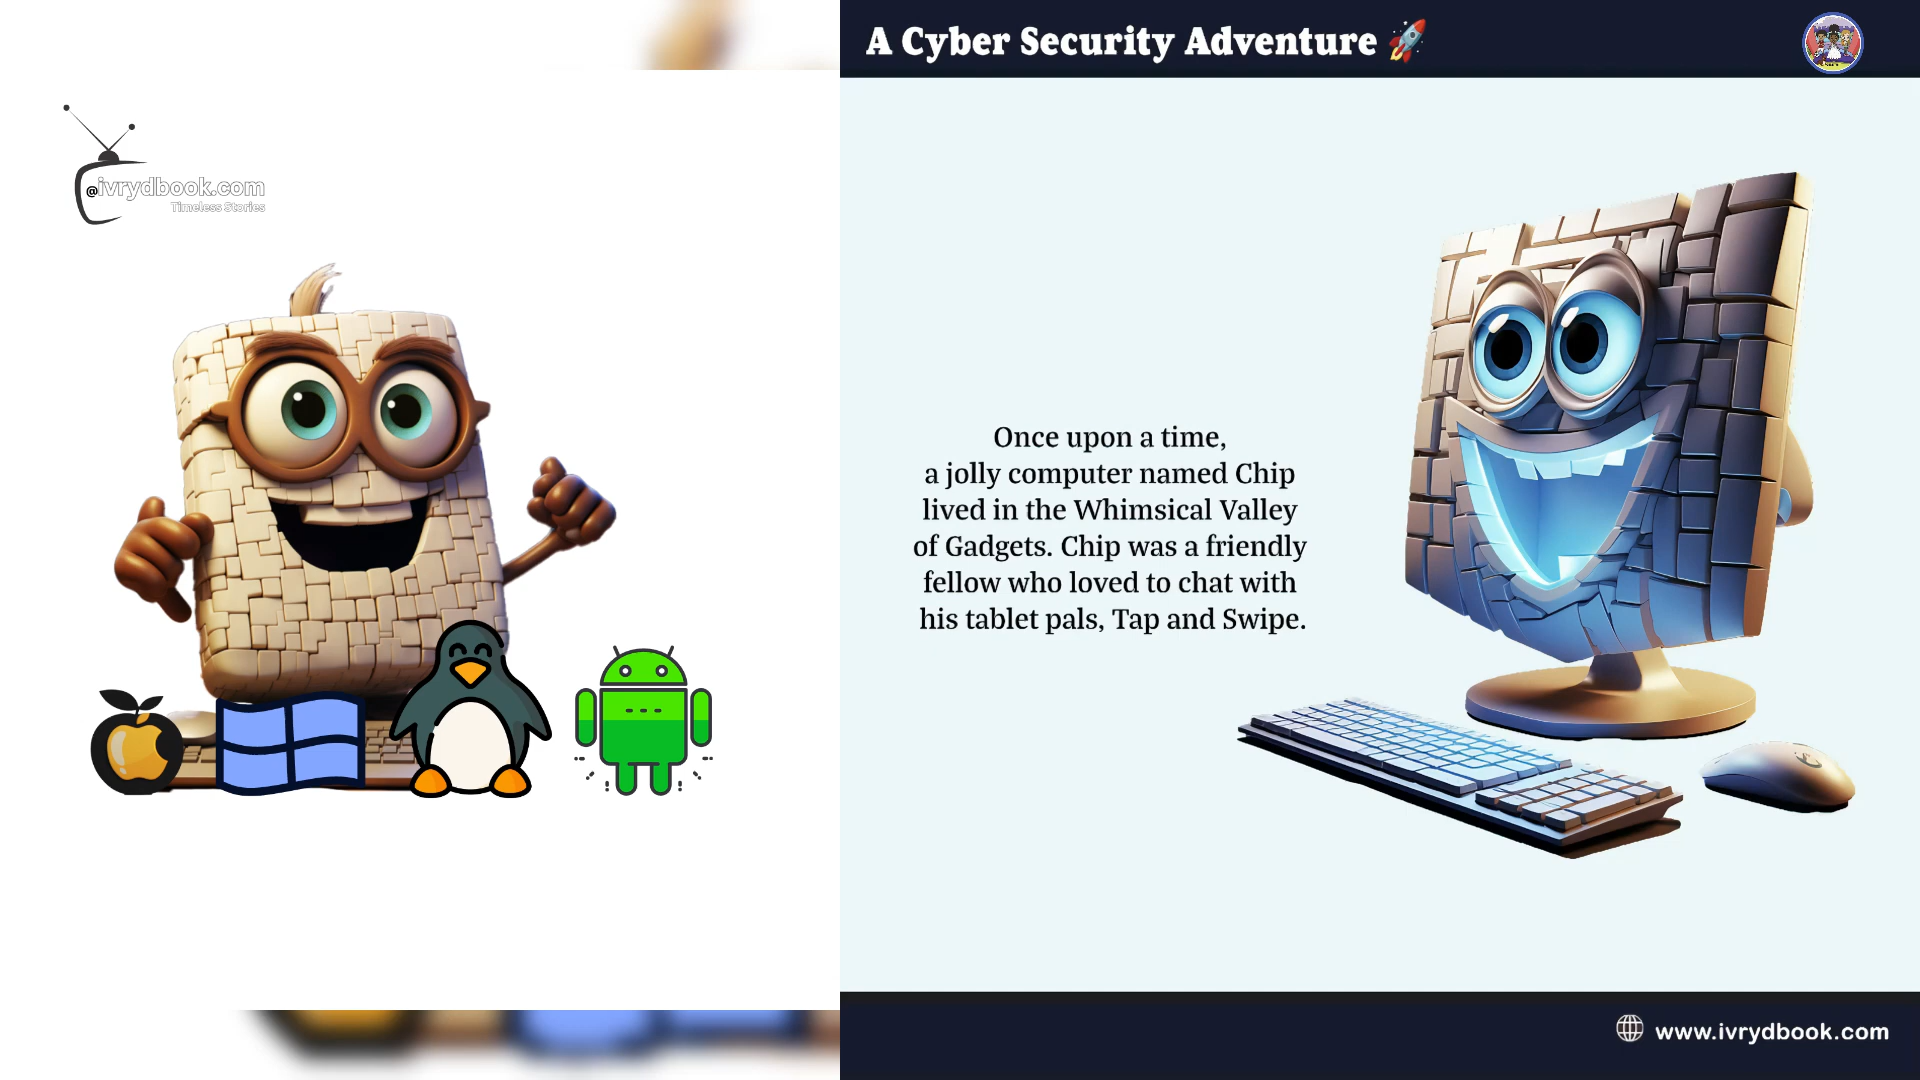 @ivrydbook.com
Timeless Stories
A Cyber Security Adventure 🚀
Once upon a time,
a jolly computer named Chip
lived in the Whimsical Valley
of Gadgets. Chip was a friendly
fellow who loved to chat with
his tablet pals, Tap and Swipe.
www.ivrydbook.com